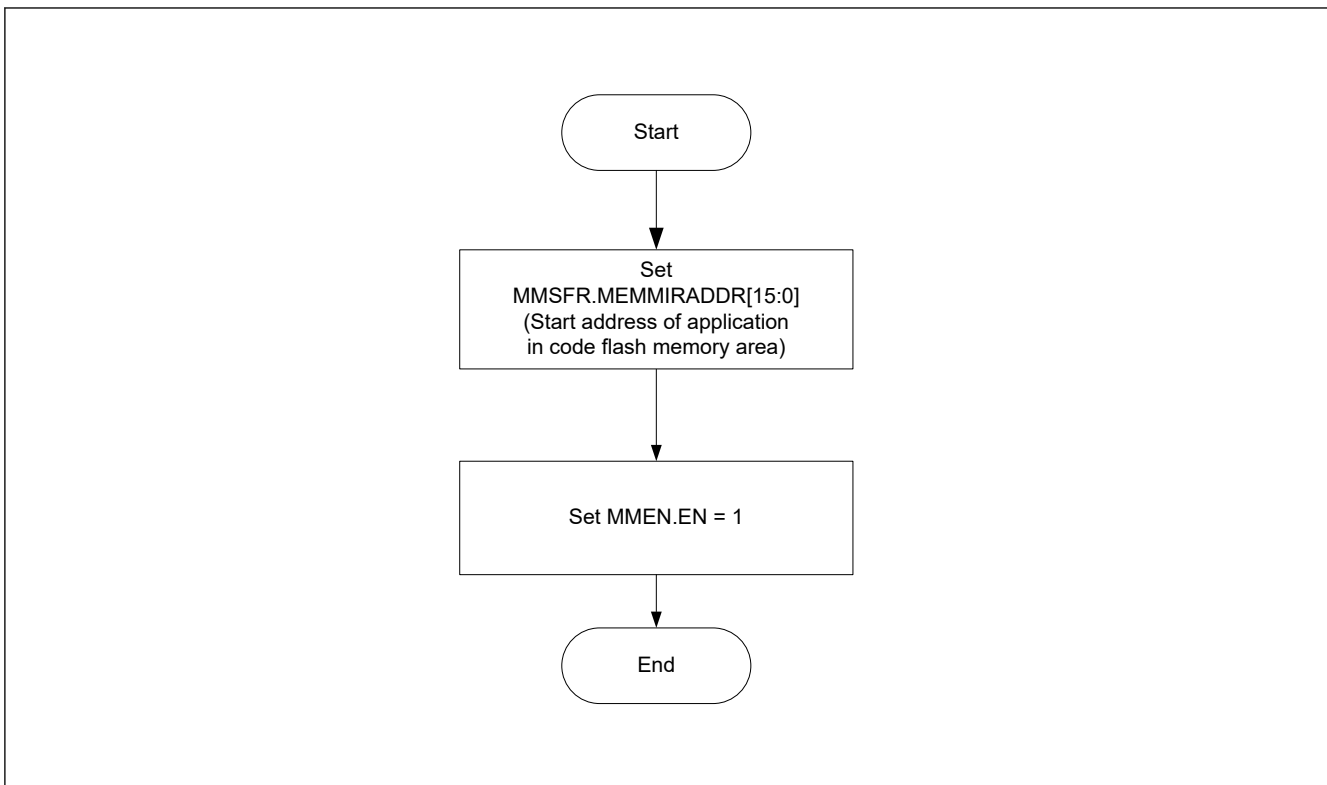 Start
Set
MMSFR.MEMMIRADDR[15:0]
(Start address of application
in code flash memory area)
Set MMEN.EN = 1
End